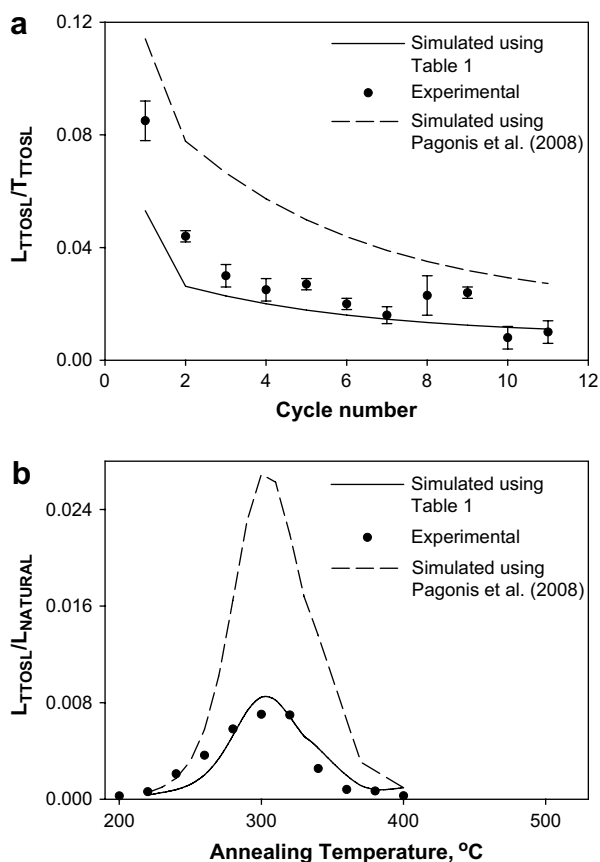 a
0.12
0.08
0.04
0.00
L_TTOSL/T_TTOSL
Simulated using
Table 1
Experimental
Simulated using
Pagonis et al. (2008)
0 2 4 6 8 10 12
Cycle number
b
0.024
0.016
0.008
0.000
L_TTOSL/L_NATURAL
Simulated using
Table 1
Experimental
Simulated using
Pagonis et al. (2008)
200 300 400 500
Annealing Temperature, °C